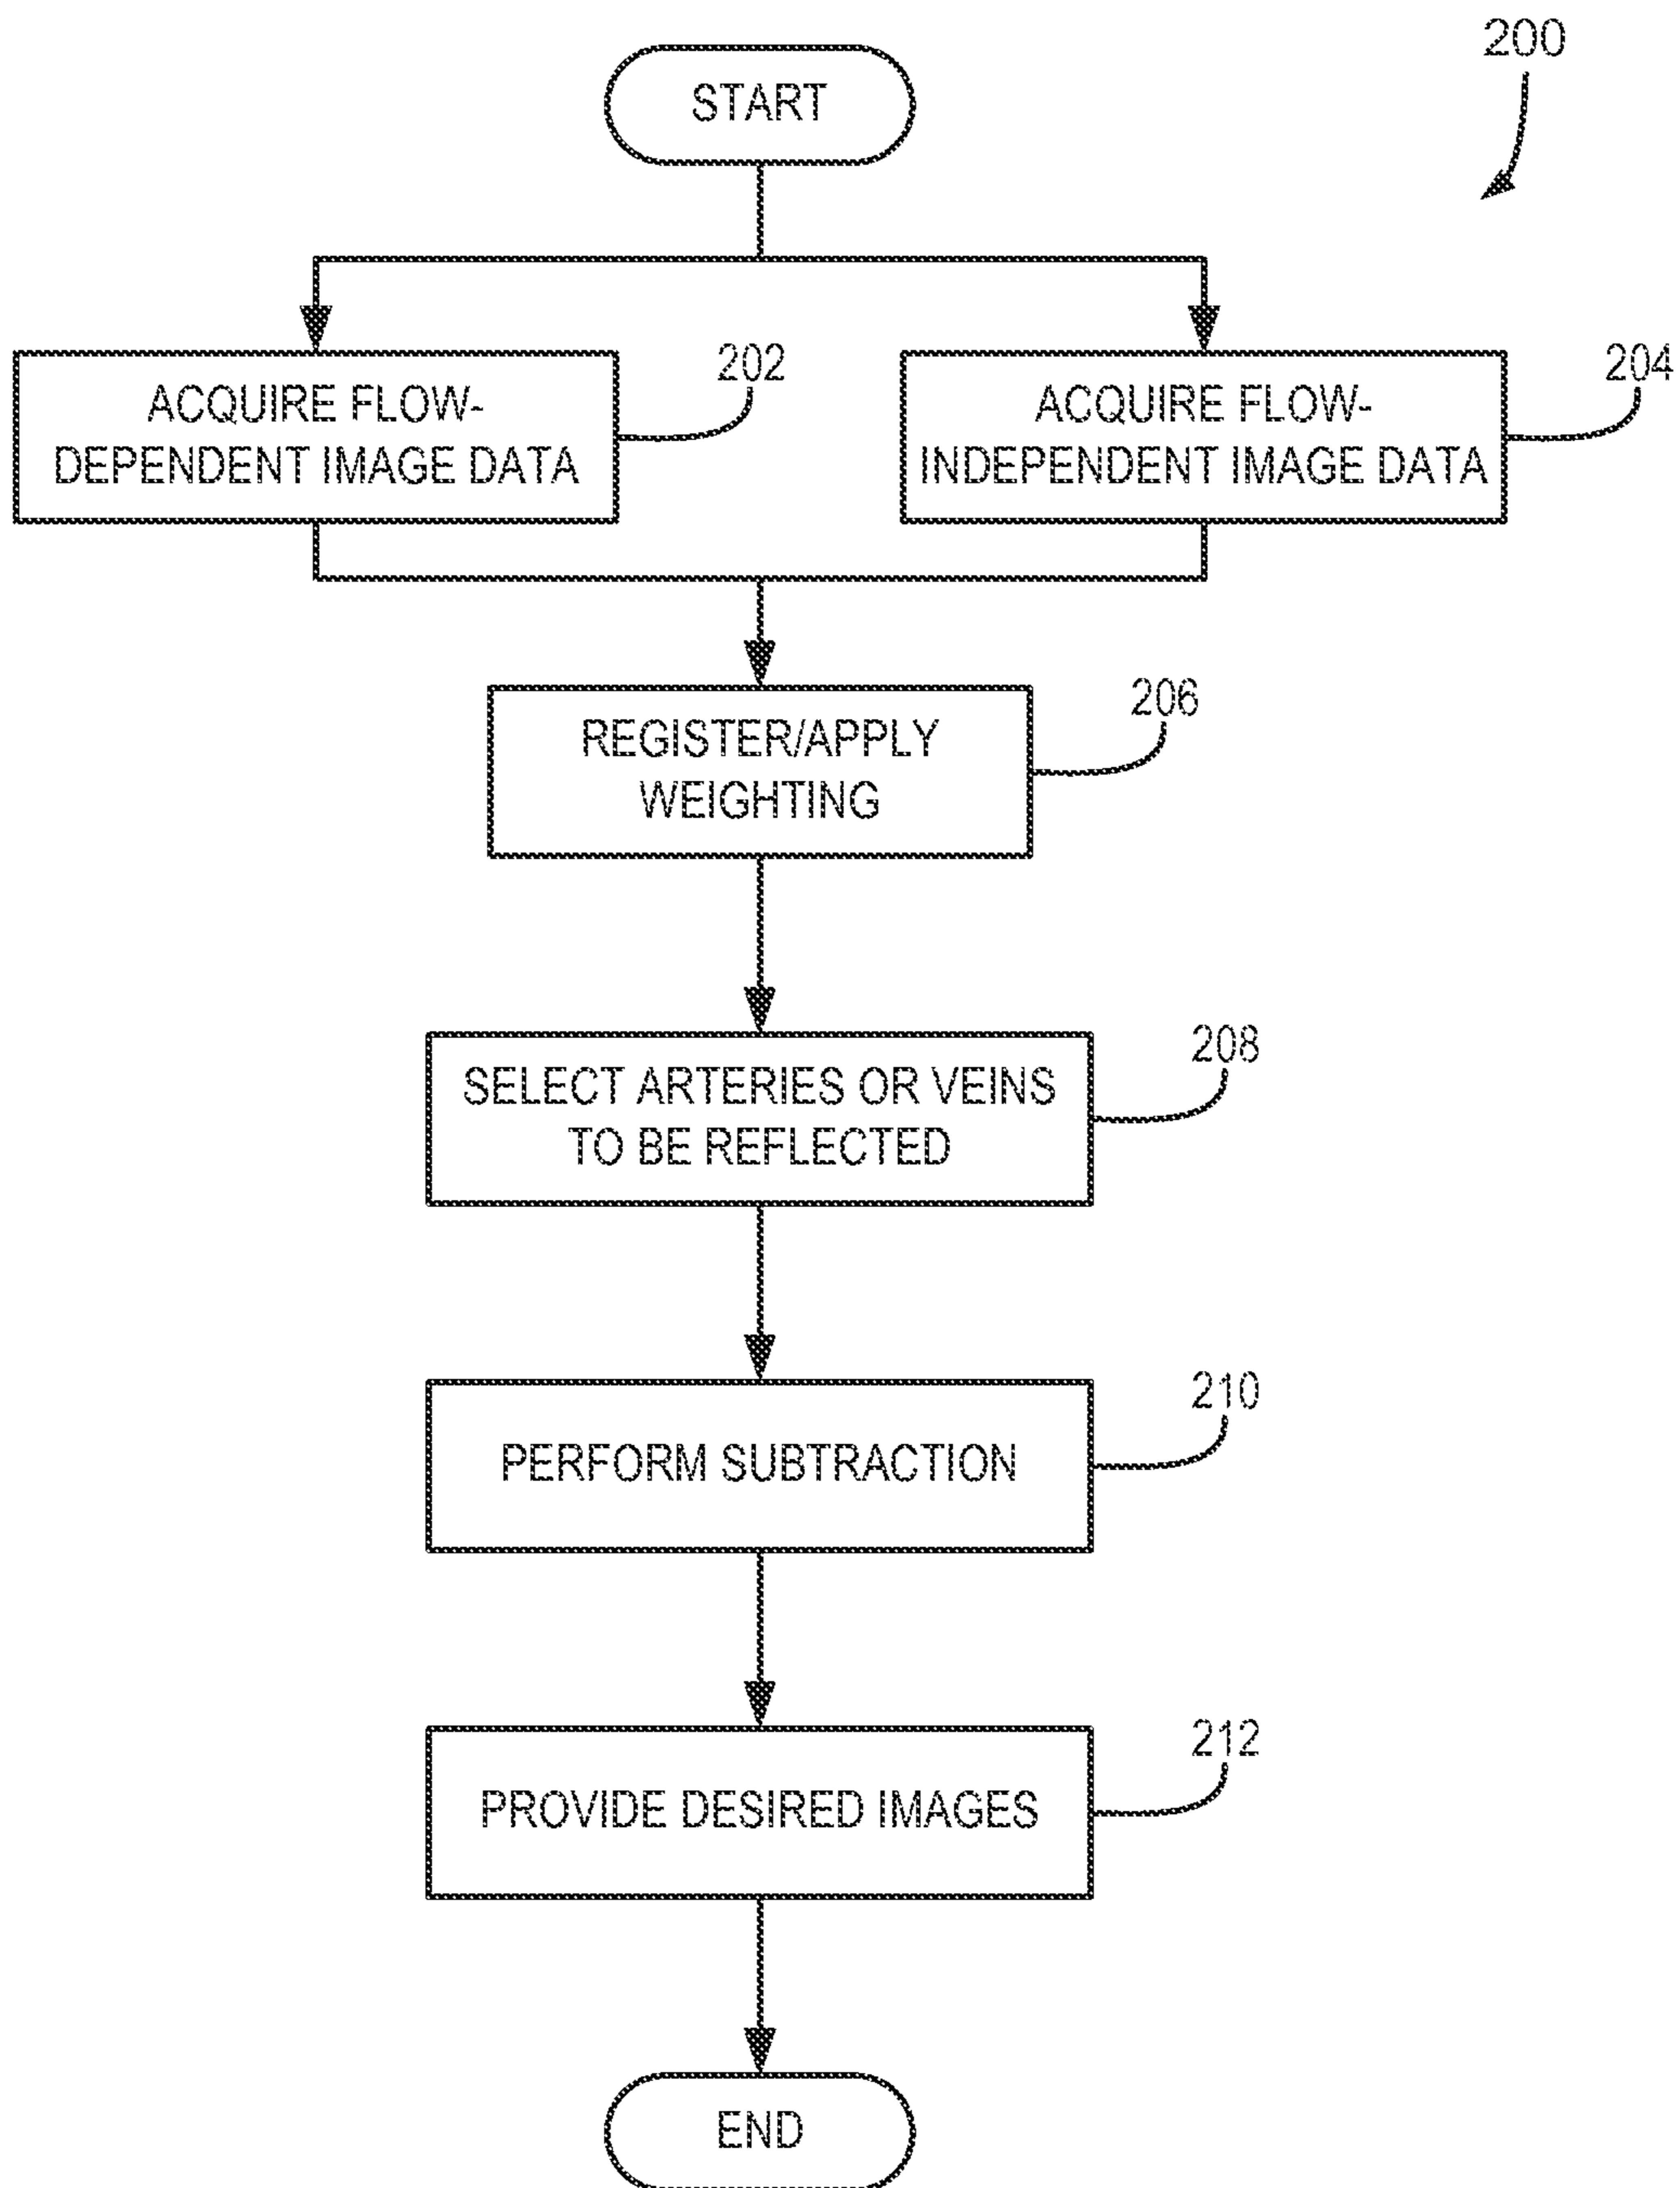 200
START
202
204
ACQUIRE FLOW-
DEPENDENT IMAGE DATA
ACQUIRE FLOW-
INDEPENDENT IMAGE DATA
206
REGISTER/APPLY
WEIGHTING
208
SELECT ARTERIES OR VEINS
TO BE REFLECTED
210
PERFORM SUBTRACTION
212
PROVIDE DESIRED IMAGES
END